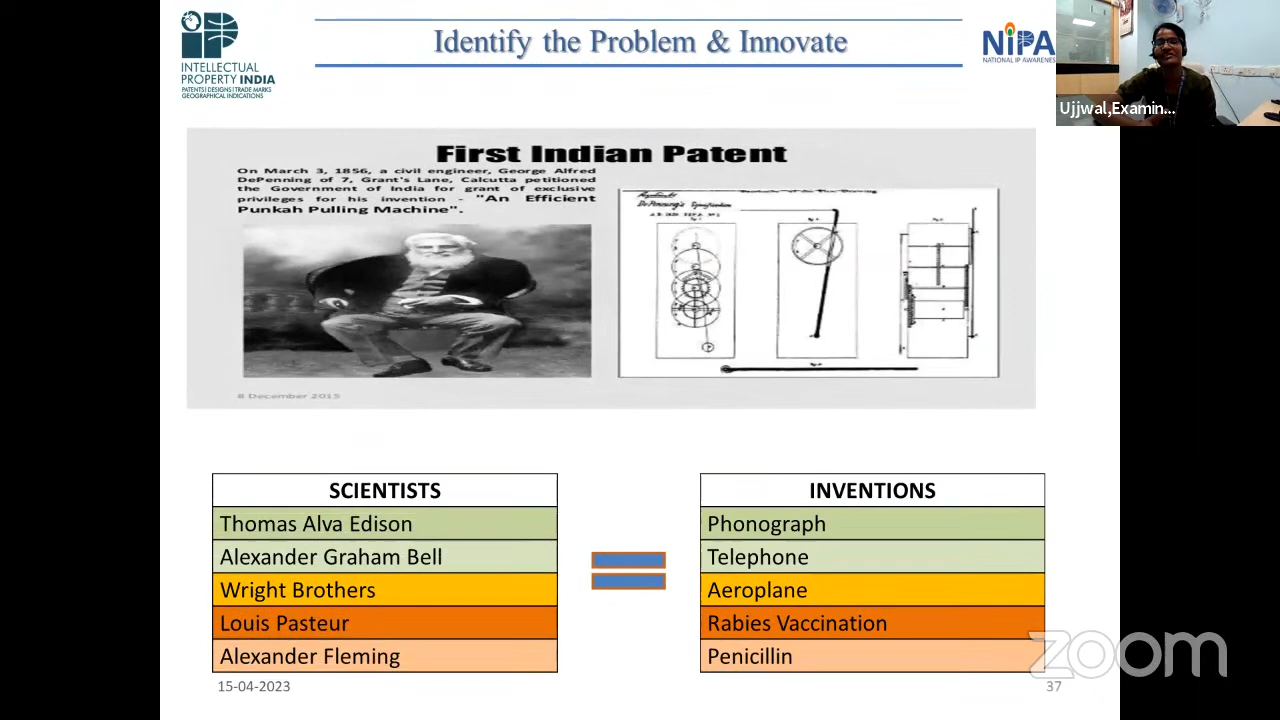 Identify the Problem & Innovate
INTELLECTUAL
PROPERTY INDIA
PATENTS | DESIGNS | TRADE MARKS
GEOGRAPHICAL INDICATIONS
NiPA
NATIONAL IP AWARENES
Ujjwal,Examin...
First Indian Patent
On March 3, 1856, a civil engineer, George Alfred
DePenning of 7, Grant's Lane, Calcutta petitioned
the Government of India for grant of exclusive
privileges for his invention - "An Efficient
Punkah Pulling Machine".
De Penning's Specification
8 December 2015
SCIENTISTS
Thomas Alva Edison
Alexander Graham Bell
Wright Brothers
Louis Pasteur
Alexander Fleming
INVENTIONS
Phonograph
Telephone
Aeroplane
Rabies Vaccination
Penicillin
zoom
15-04-2023
37